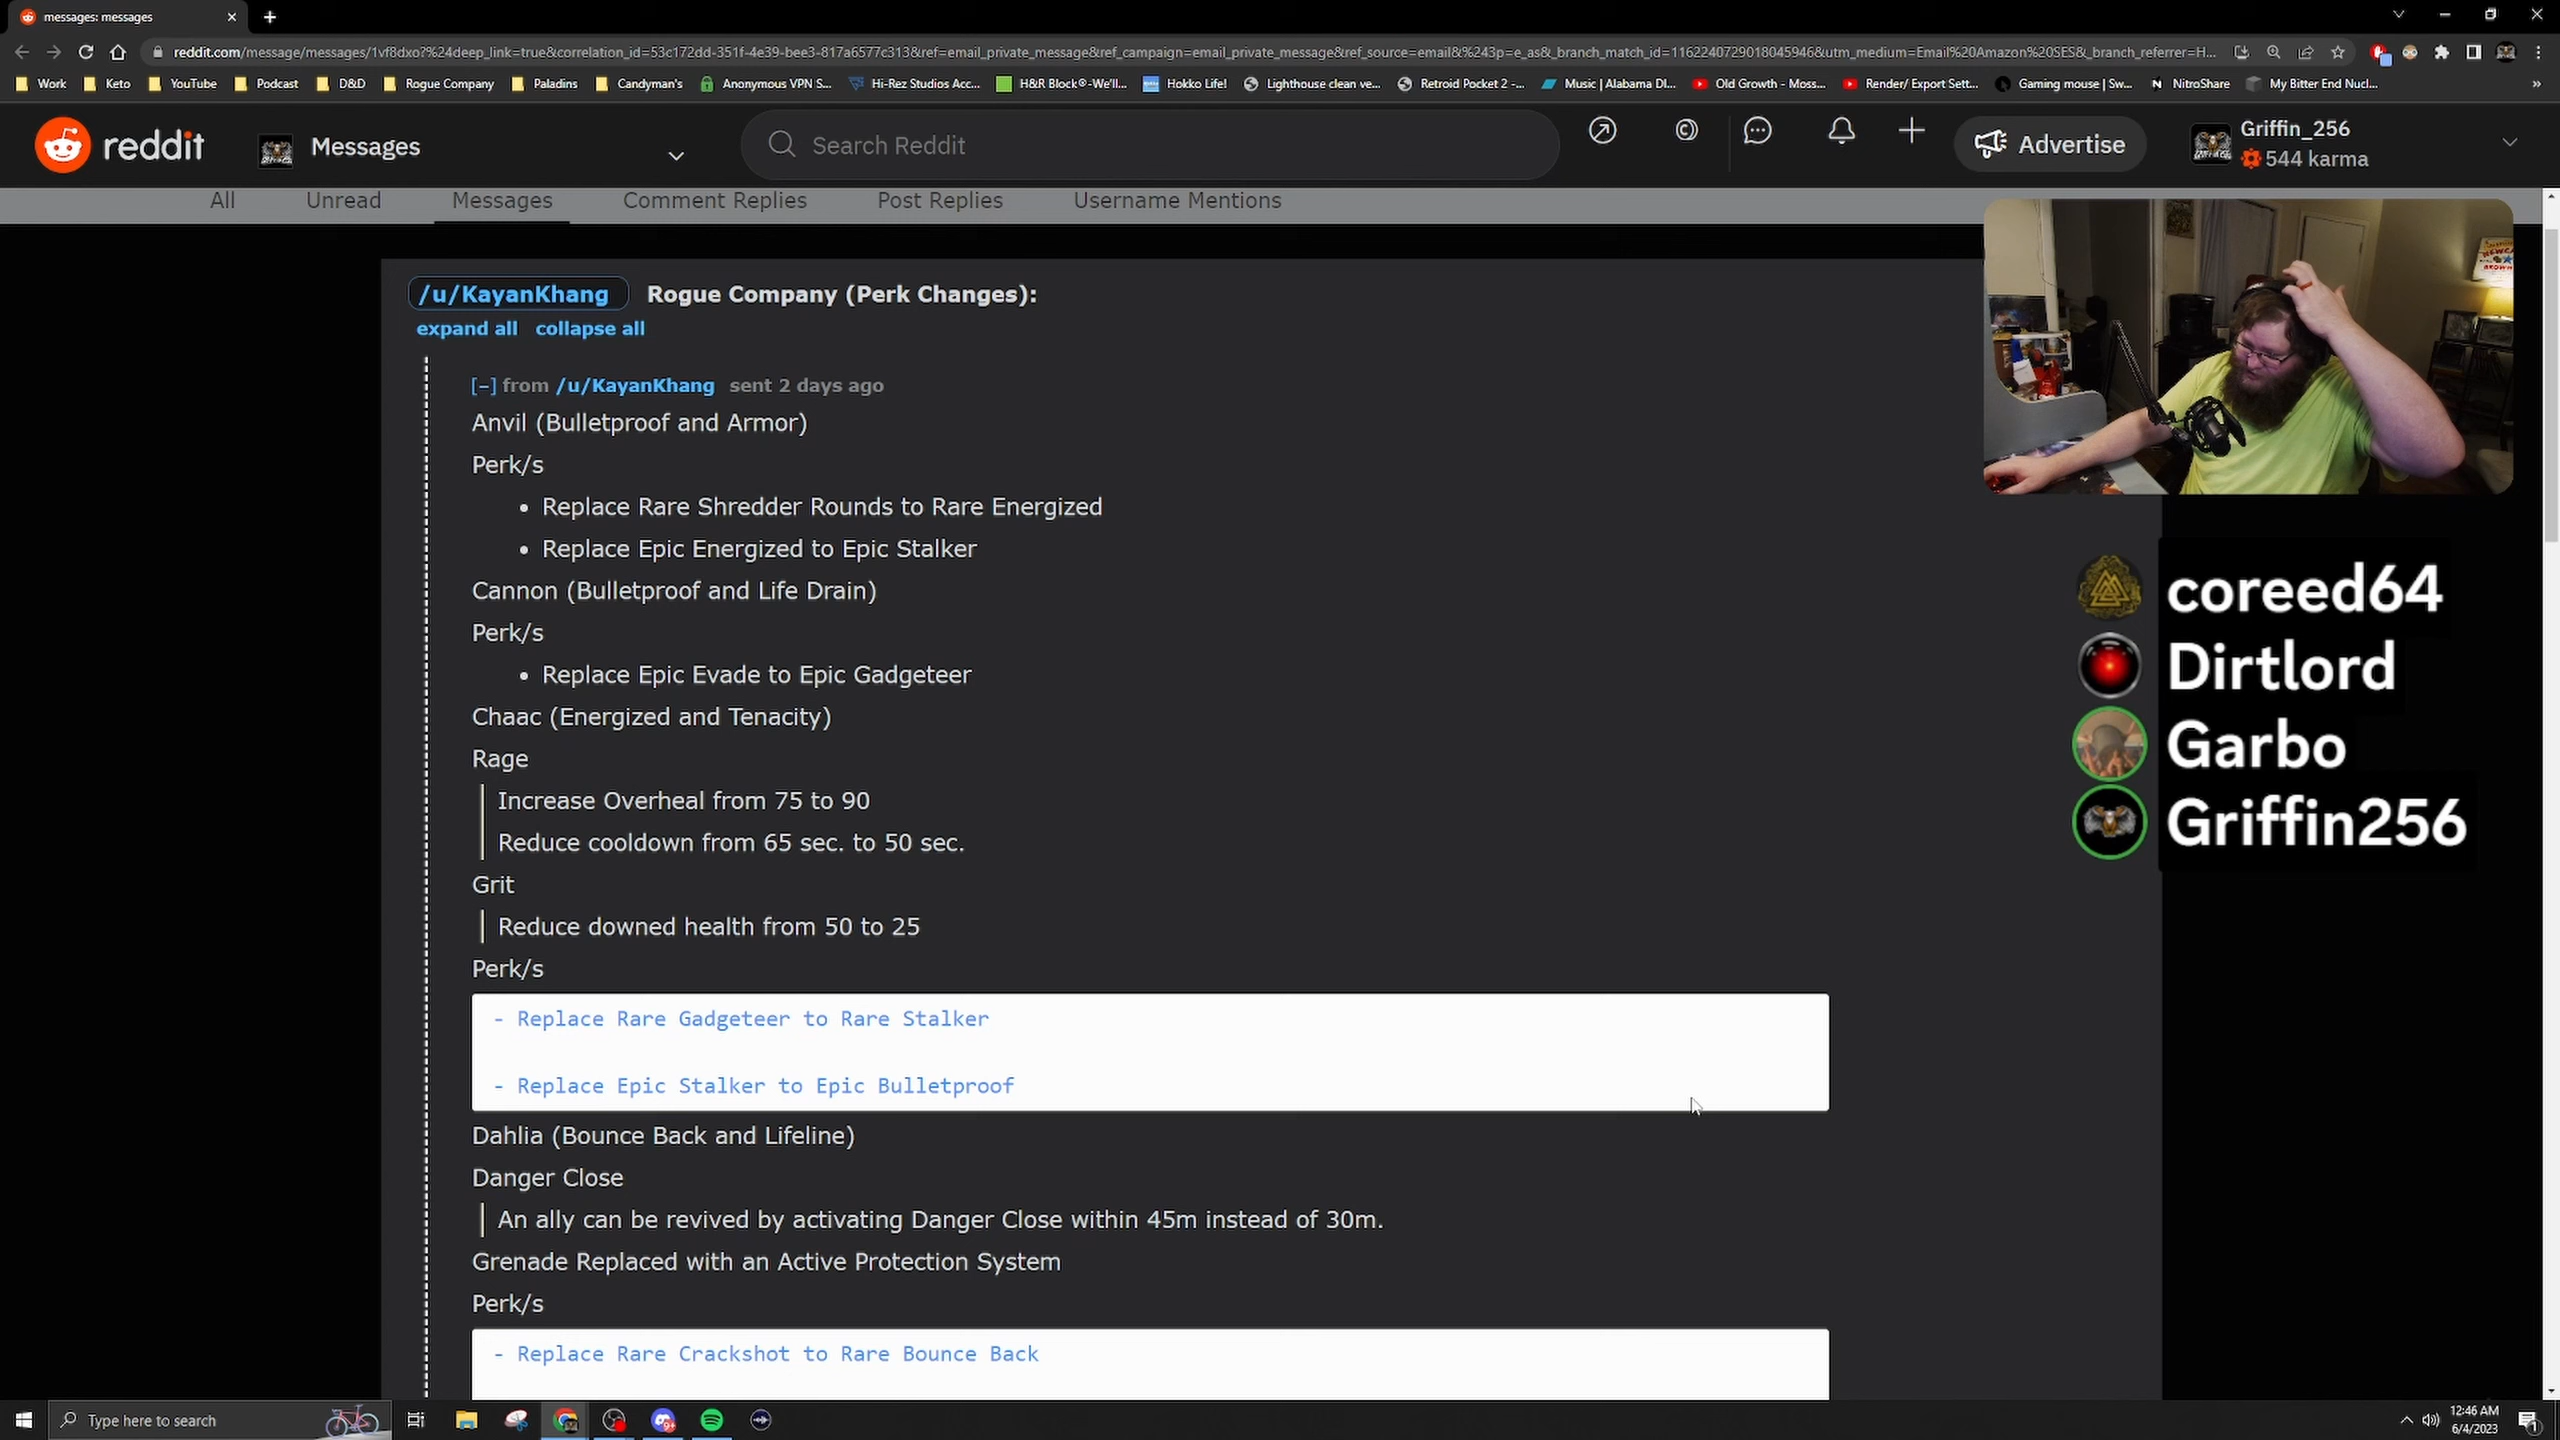 messages: messages
reddit.com/message/messages/1vf8dxo?%24deep_link=true&correlation_id=53c172dd-351f-4e39-bee3-817a6577c313&ref=email_private_message&ref_campaign=email_private_message&ref_source=email&%243p=e_as&_branch_match_id=1162240729018045946&utm_medium=Email%20Amazon%20SES&_branch_referrer=H...
Work Keto YouTube Podcast D&D Rogue Company Paladins Candyman's Anonymous VPN S... Hi-Rez Studios Acc... H&R Block®-We'll... Hokko Life! Lighthouse clean ve... Retroid Pocket 2 -... Music | Alabama DI... Old Growth - Moss... Render/ Export Sett... Gaming mouse | Sw... NitroShare My Bitter End Nucl...
reddit Messages Search Reddit Advertise Griffin_256
544 karma
All Unread Messages Comment Replies Post Replies Username Mentions
/u/KayanKhang Rogue Company (Perk Changes):
expand all collapse all
[–] from /u/KayanKhang sent 2 days ago
Anvil (Bulletproof and Armor)
Perk/s
• Replace Rare Shredder Rounds to Rare Energized
• Replace Epic Energized to Epic Stalker
Cannon (Bulletproof and Life Drain)
Perk/s
• Replace Epic Evade to Epic Gadgeteer
Chaac (Energized and Tenacity)
Rage
Increase Overheal from 75 to 90
Reduce cooldown from 65 sec. to 50 sec.
Grit
Reduce downed health from 50 to 25
Perk/s
- Replace Rare Gadgeteer to Rare Stalker
- Replace Epic Stalker to Epic Bulletproof
Dahlia (Bounce Back and Lifeline)
Danger Close
An ally can be revived by activating Danger Close within 45m instead of 30m.
Grenade Replaced with an Active Protection System
Perk/s
- Replace Rare Crackshot to Rare Bounce Back
coreed64
Dirtlord
Garbo
Griffin256
Type here to search
12:46 AM
6/4/2023